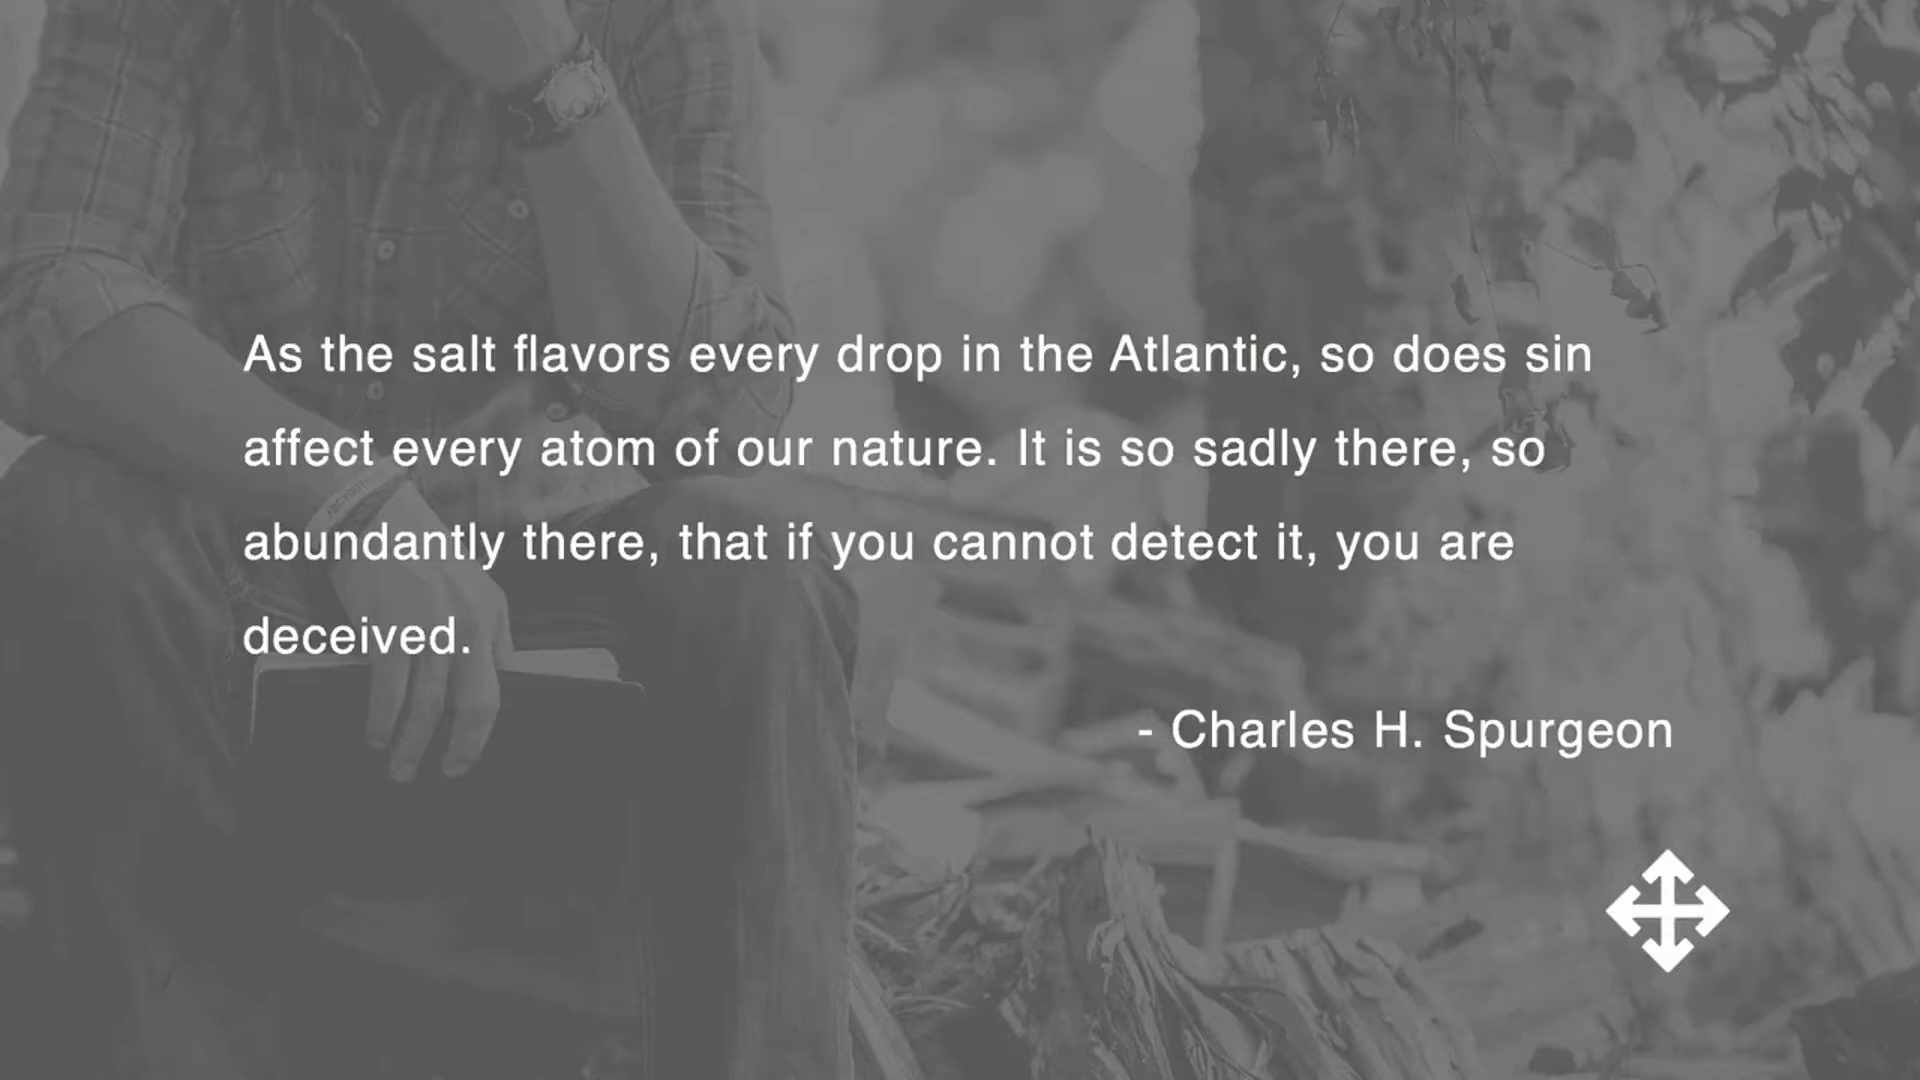 As the salt flavors every drop in the Atlantic, so does sin
affect every atom of our nature. It is so sadly there, so
abundantly there, that if you cannot detect it, you are
deceived.
- Charles H. Spurgeon